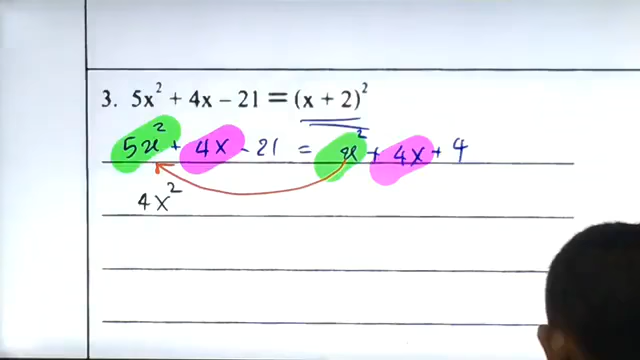 3. 5x² + 4x − 21 = (x + 2)²
5x² + 4x - 21 = x² + 4x + 4
4x²